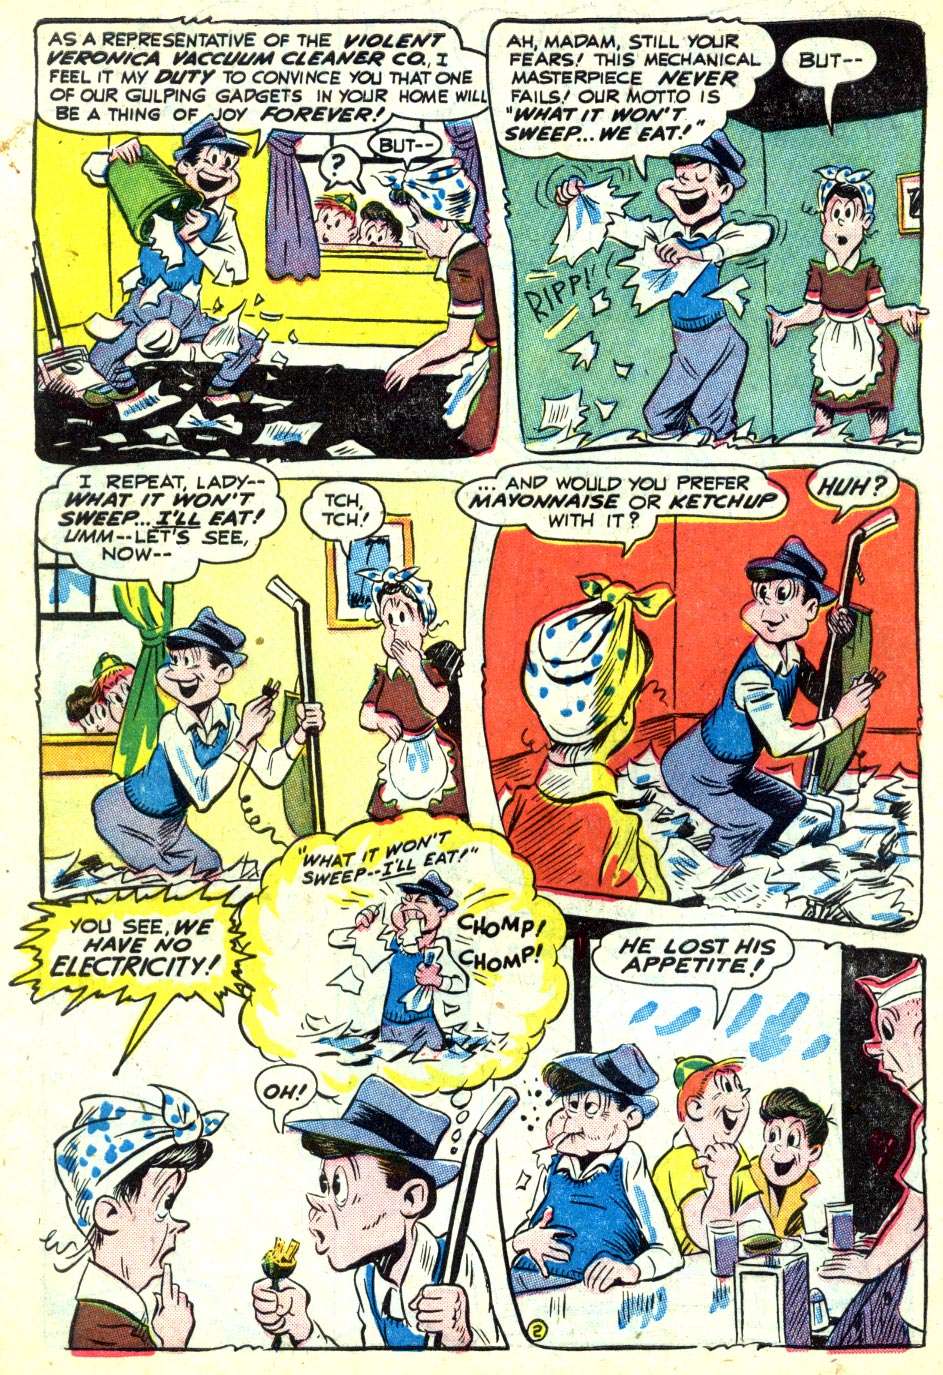 AS A REPRESENTATIVE OF THE VIOLENT
VERONICA VACCUUM CLEANER CO., I
FEEL IT MY DUTY TO CONVINCE YOU THAT ONE
OF OUR GULPING GADGETS IN YOUR HOME WILL
BE A THING OF JOY FOREVER!
?
BUT--
AH, MADAM, STILL YOUR
FEARS! THIS MECHANICAL
MASTERPIECE NEVER
FAILS! OUR MOTTO IS
"WHAT IT WON'T
SWEEP... WE EAT!"
BUT--
RIPP!!
I REPEAT, LADY--
WHAT IT WON'T
SWEEP... I'LL EAT!
UMM--LET'S SEE,
NOW--
TCH,
TCH!
... AND WOULD YOU PREFER
MAYONNAISE OR KETCHUP
WITH IT?
HUH?
YOU SEE, WE
HAVE NO
ELECTRICITY!
"WHAT IT WON'T
SWEEP--I'LL EAT!"
CHOMP!
CHOMP!
OH!
HE LOST HIS
APPETITE!
2